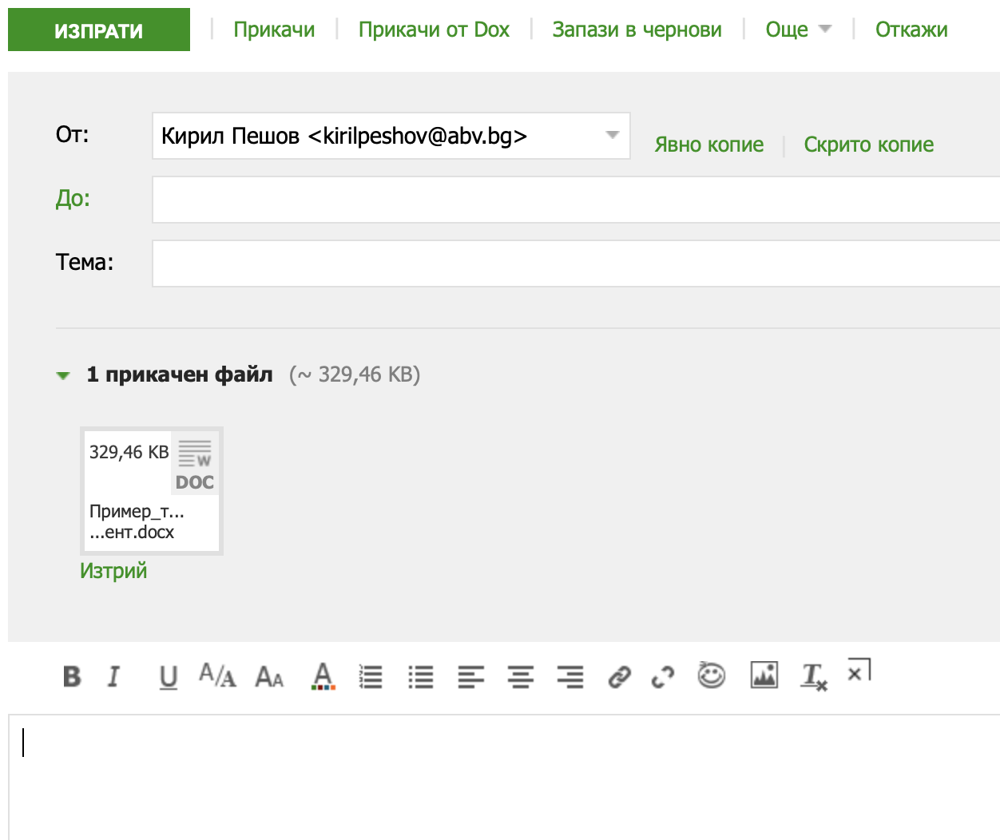 ИЗПРАТИ Прикачи Прикачи от Dox Запази в чернови Още Откажи
От: Кирил Пешов <kirilpeshov@abv.bg> Явно копие Скрито копие
До:
Тема:
1 прикачен файл (~ 329,46 KB)
329,46 KB
W
DOC
Пример_т...
...ент.docx
Изтрий
B I U A/A AA A